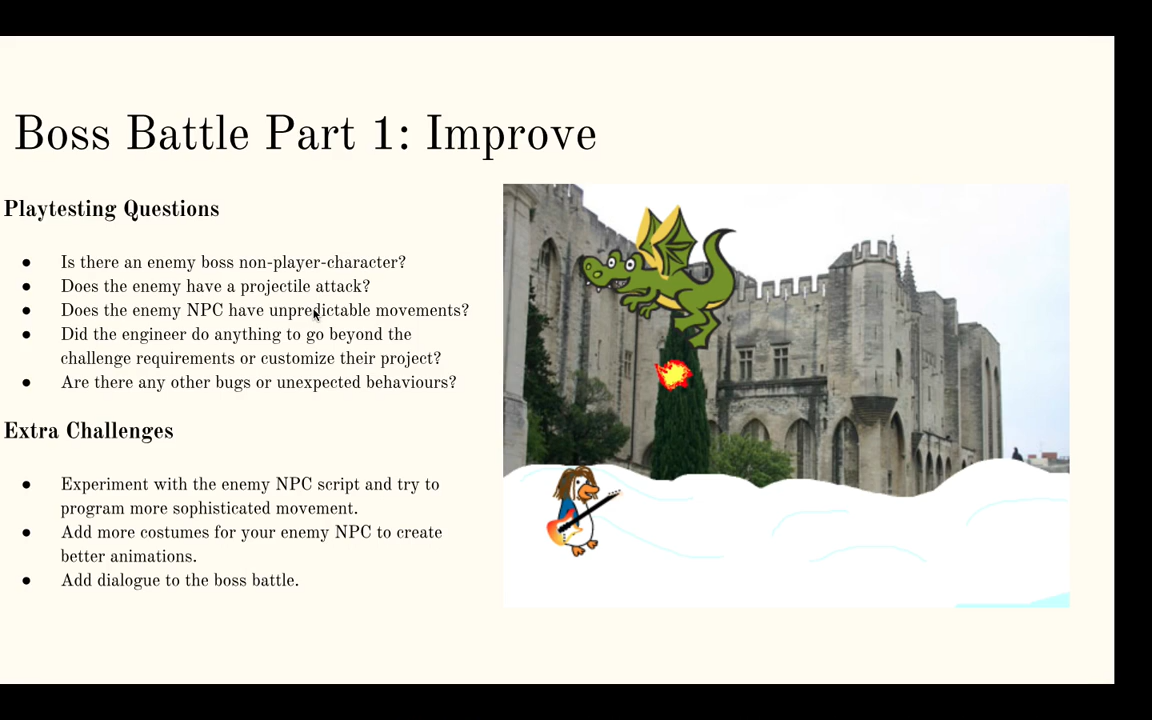 Boss Battle Part 1: Improve
Playtesting Questions
● Is there an enemy boss non-player-character?
● Does the enemy have a projectile attack?
● Does the enemy NPC have unpredictable movements?
● Did the engineer do anything to go beyond the
challenge requirements or customize their project?
● Are there any other bugs or unexpected behaviours?
Extra Challenges
● Experiment with the enemy NPC script and try to
program more sophisticated movement.
● Add more costumes for your enemy NPC to create
better animations.
● Add dialogue to the boss battle.